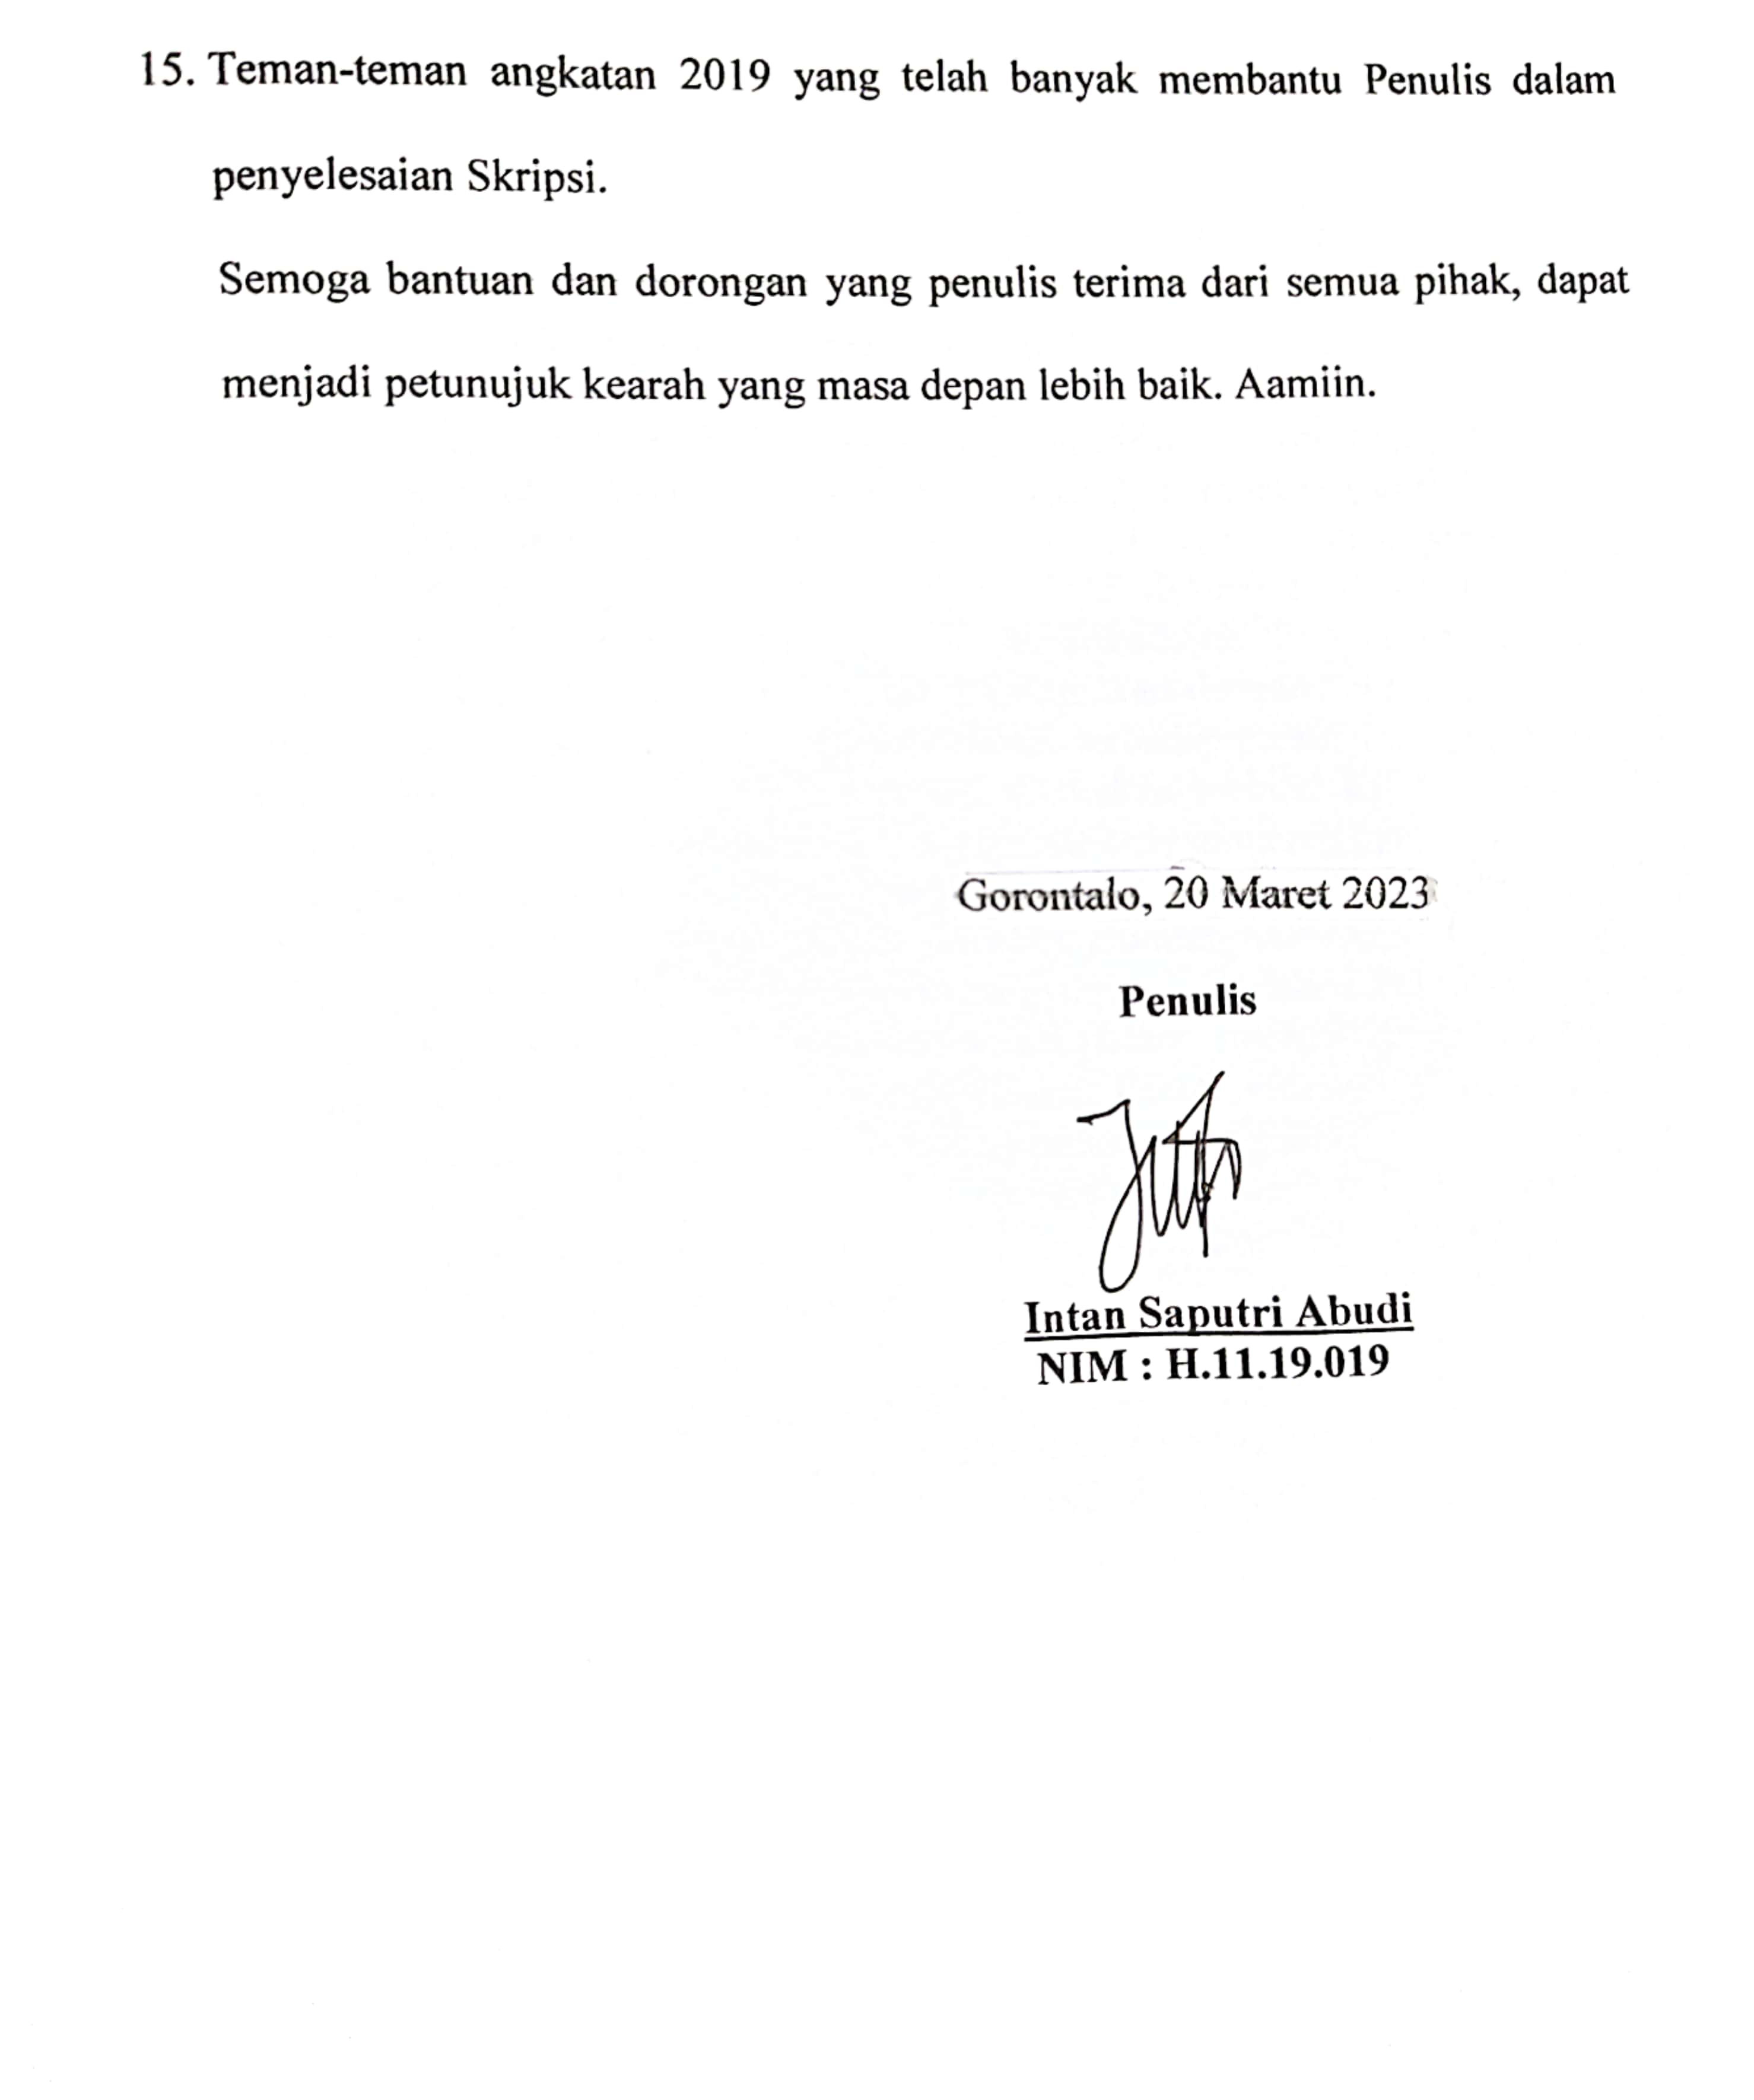 15. Teman-teman angkatan 2019 yang telah banyak membantu Penulis dalam
penyelesaian Skripsi.
Semoga bantuan dan dorongan yang penulis terima dari semua pihak, dapat
menjadi petunujuk kearah yang masa depan lebih baik. Aamiin.
Gorontalo, 20 Maret 2023
Penulis
Intan Saputri Abudi
NIM : H.11.19.019